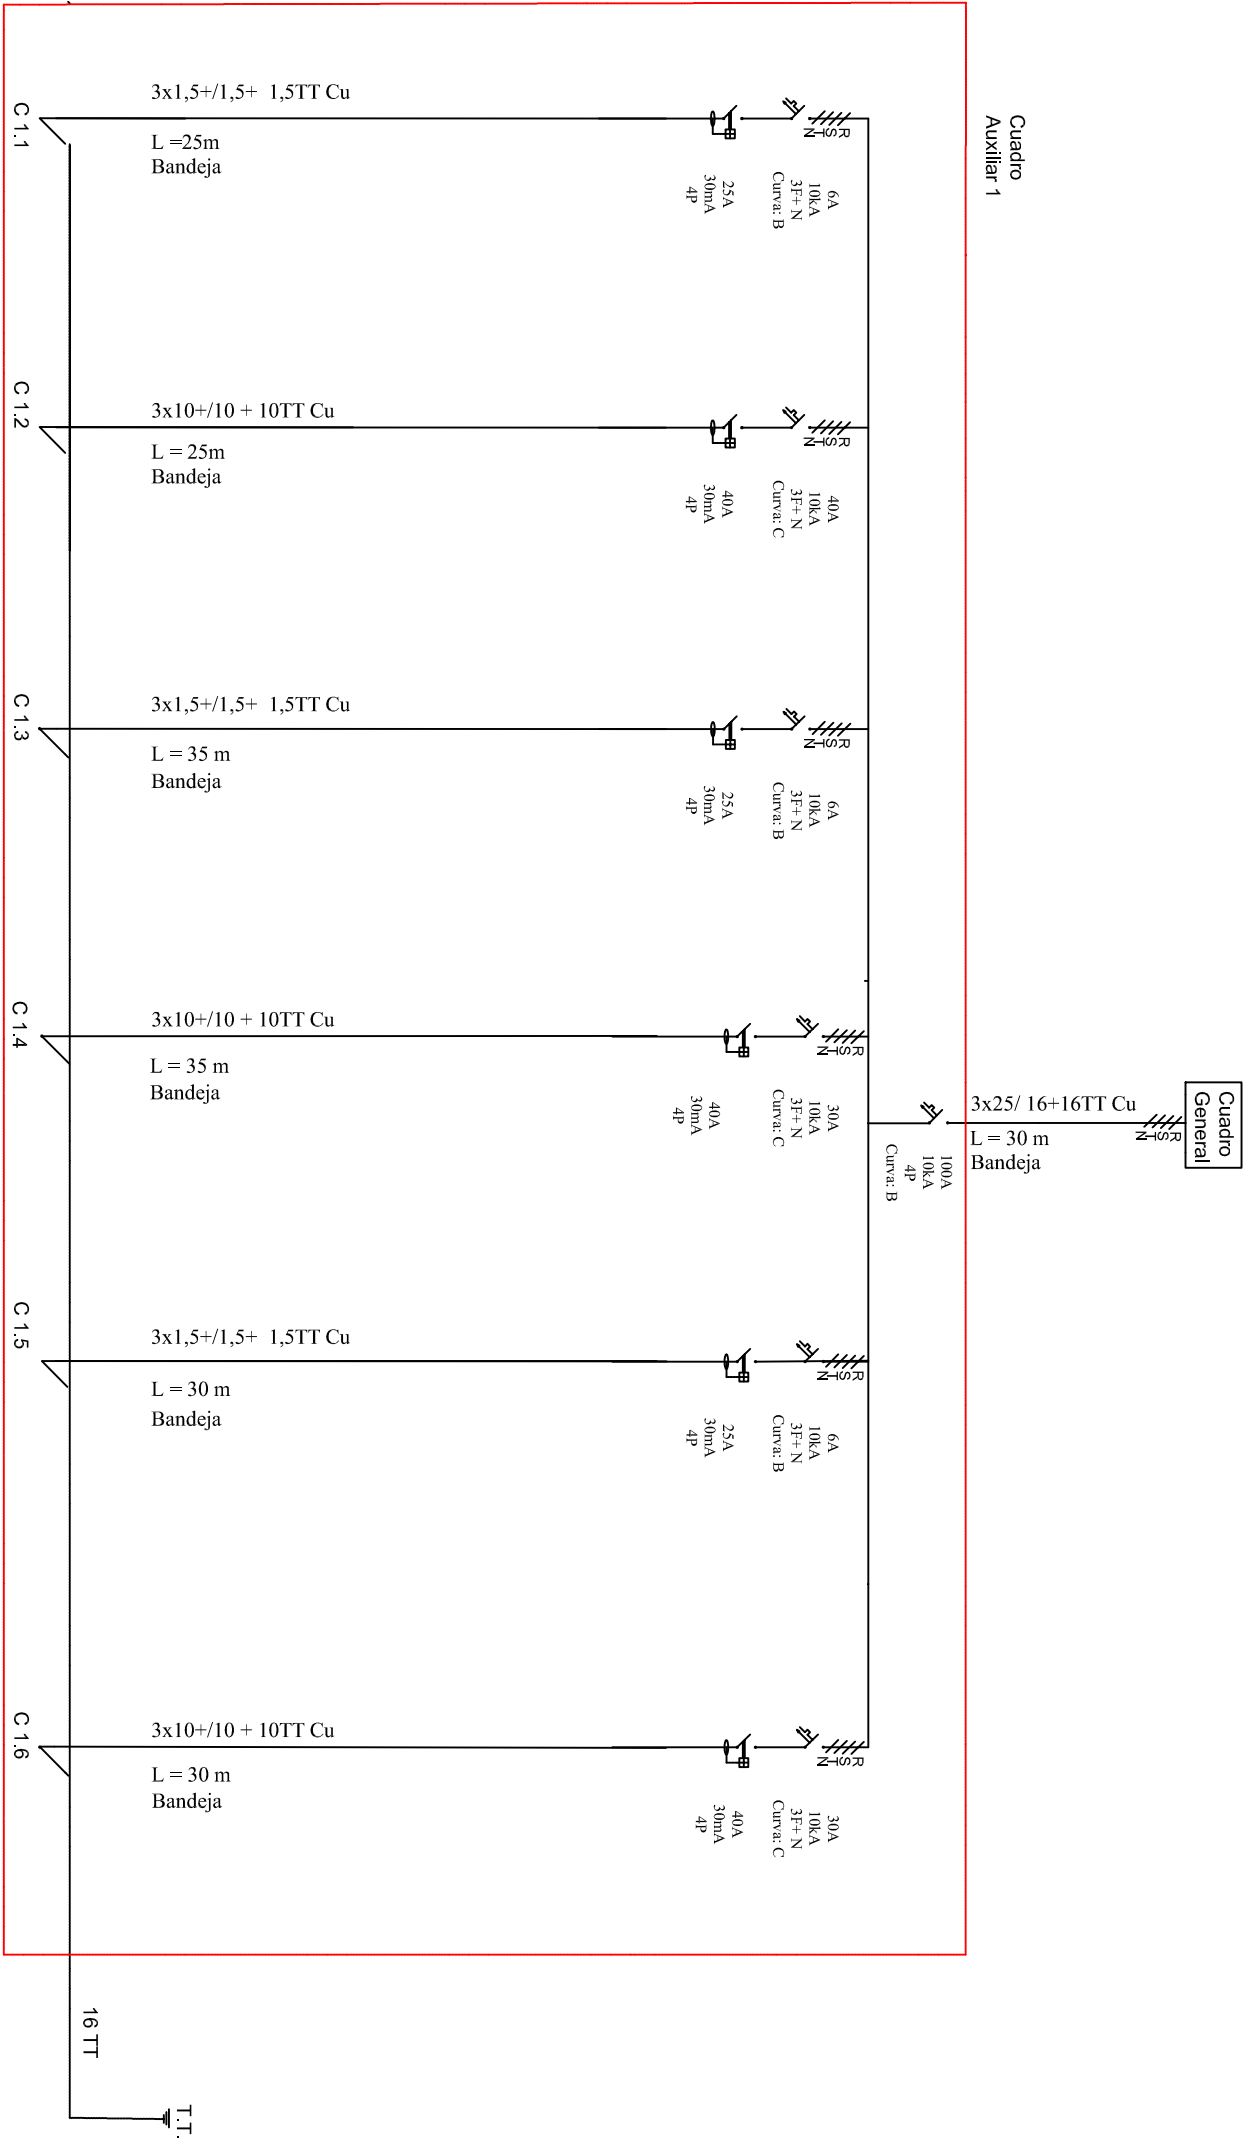 Cuadro
Auxiliar 1
Cuadro
General
3x25/ 16+16TT Cu
L = 30 m
Bandeja
R
S
T
N
100A
10kA
4P
Curva: B
C 1.1
3x1,5+/1,5+ 1,5TT Cu
L =25m
Bandeja
R
S
T
N
6A
10kA
3F+ N
Curva: B
25A
30mA
4P
C 1.2
3x10+/10 + 10TT Cu
L = 25m
Bandeja
R
S
T
N
40A
10kA
3F+ N
Curva: C
40A
30mA
4P
C 1.3
3x1,5+/1,5+ 1,5TT Cu
L = 35 m
Bandeja
R
S
T
N
6A
10kA
3F+ N
Curva: B
25A
30mA
4P
C 1.4
3x10+/10 + 10TT Cu
L = 35 m
Bandeja
R
S
T
N
30A
10kA
3F+ N
Curva: C
40A
30mA
4P
C 1.5
3x1,5+/1,5+ 1,5TT Cu
L = 30 m
Bandeja
R
S
T
N
6A
10kA
3F+ N
Curva: B
25A
30mA
4P
C 1.6
3x10+/10 + 10TT Cu
L = 30 m
Bandeja
R
S
T
N
30A
10kA
3F+ N
Curva: C
40A
30mA
4P
16 TT
T.T.